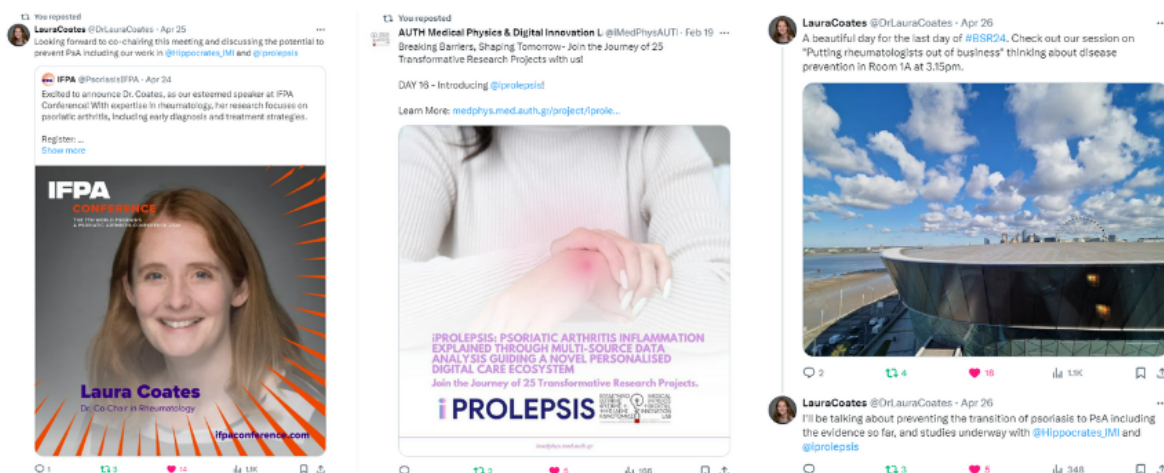 You reposted
LauraCoates @DrLauraCoates · Apr 25
Looking forward to co-chairing this meeting and discussing the potential to
prevent PsA including our work in @Hippocrates_IMI and @iprolepsis
IFPA @PsoriasisIFPA · Apr 24
Excited to announce Dr. Coates, as our esteemed speaker at IFPA
Conference! With expertise in rheumatology, her research focuses on
psoriatic arthritis, including early diagnosis and treatment strategies.
Register: ...
Show more
IFPA
CONFERENCE
Laura Coates
Dr. Co-Chair in Rheumatology
ifpaconference.com
1
3
14
1.1K
You reposted
AUTH Medical Physics & Digital Innovation L @iMedPhysAUTH · Feb 19
Breaking Barriers, Shaping Tomorrow- Join the Journey of 25
Transformative Research Projects with us!
DAY 16 - Introducing @iprolepsis!
Learn More: medphys.med.auth.gr/project/iprole...
iPROLEPSIS: PSORIATIC ARTHRITIS INFLAMMATION
EXPLAINED THROUGH MULTI-SOURCE DATA
ANALYSIS GUIDING A NOVEL PERSONALISED
DIGITAL CARE ECOSYSTEM
Join the Journey of 25 Transformative Research Projects.
i PROLEPSIS
medphys.med.auth.gr
2
5
166
LauraCoates @DrLauraCoates · Apr 26
A beautiful day for the last day of #BSR24. Check out our session on
"Putting rheumatologists out of business" thinking about disease
prevention in Room 1A at 3.15pm.
2
4
16
1.1K
LauraCoates @DrLauraCoates · Apr 26
I'll be talking about preventing the transition of psoriasis to PsA including
the evidence so far, and studies underway with @Hippocrates_IMI and
@iprolepsis
3
5
348